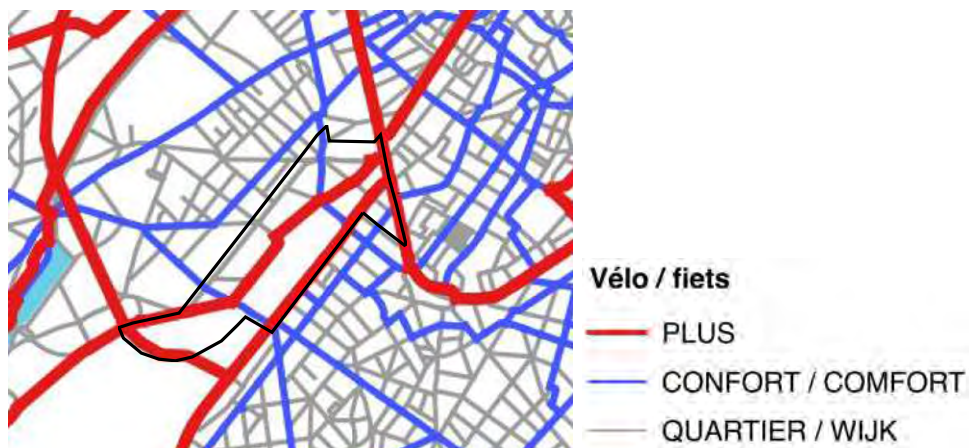 Vélo / fiets
PLUS
CONFORT / COMFORT
QUARTIER / WIJK